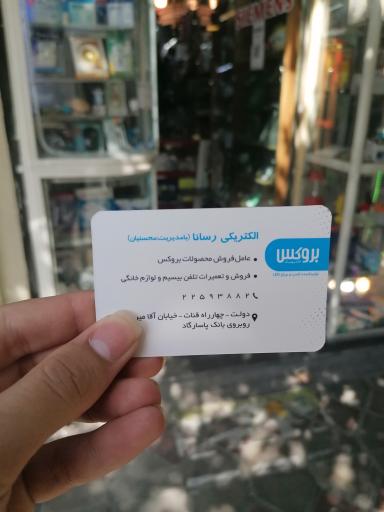 SIEMENS
الکتریکی رسانا (بامدیریت محسنیان)
بروکس
عامل فروش محصولات بروکس
فروش و تعمیرات تلفن بیسیم و لوازم خانگی
۲۲۵۹۳۸۸۲
دولت - چهارراه قنات - خیابان آقا میر
روبروی بانک پاسارگاد